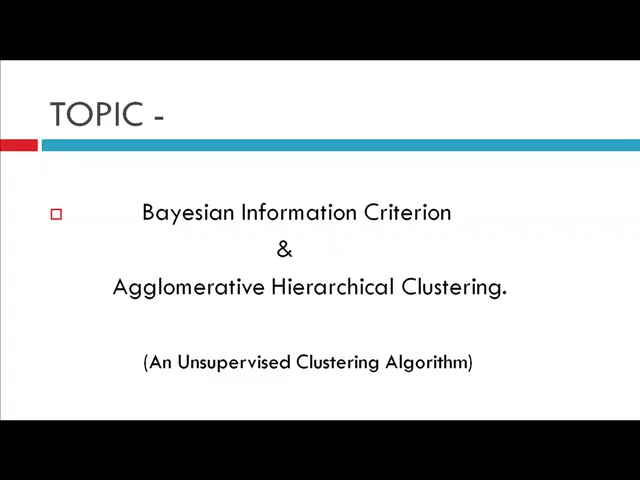 TOPIC -
Bayesian Information Criterion
&
Agglomerative Hierarchical Clustering.
(An Unsupervised Clustering Algorithm)